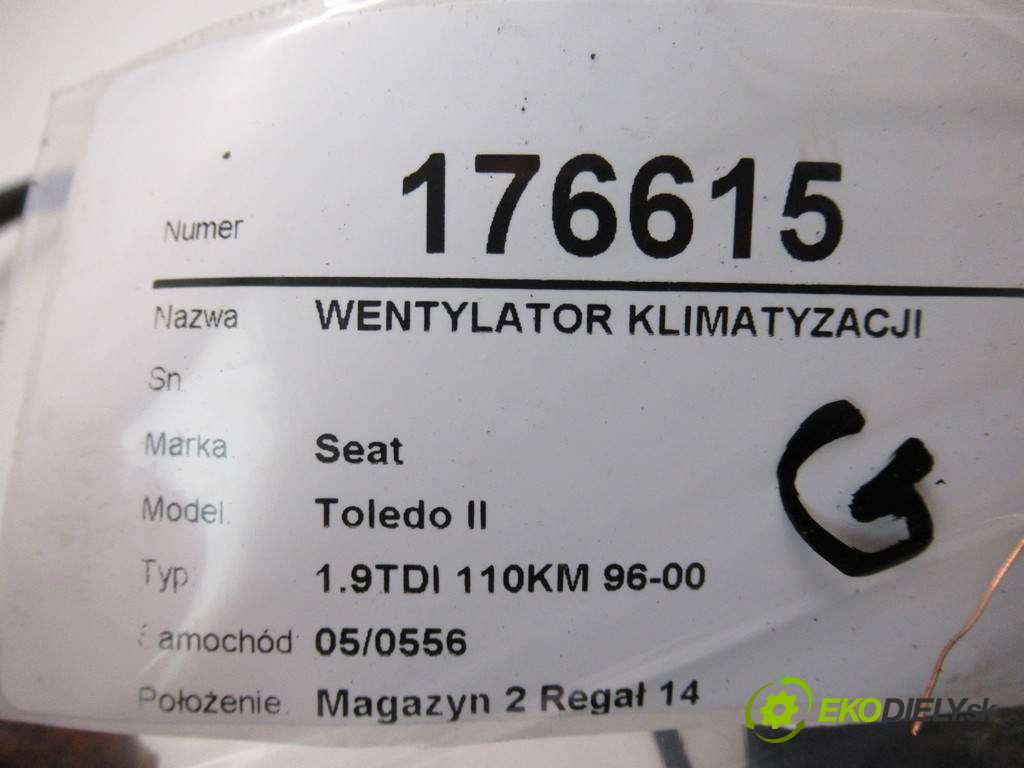 Numer 176615
Nazwa WENTYLATOR KLIMATYZACJI
Sn
Marka Seat
Model Toledo II
Typ 1.9TDI 110KM 96-00
Samochód 05/0556
Położenie Magazyn 2 Regał 14
G
EKODIELY.sk